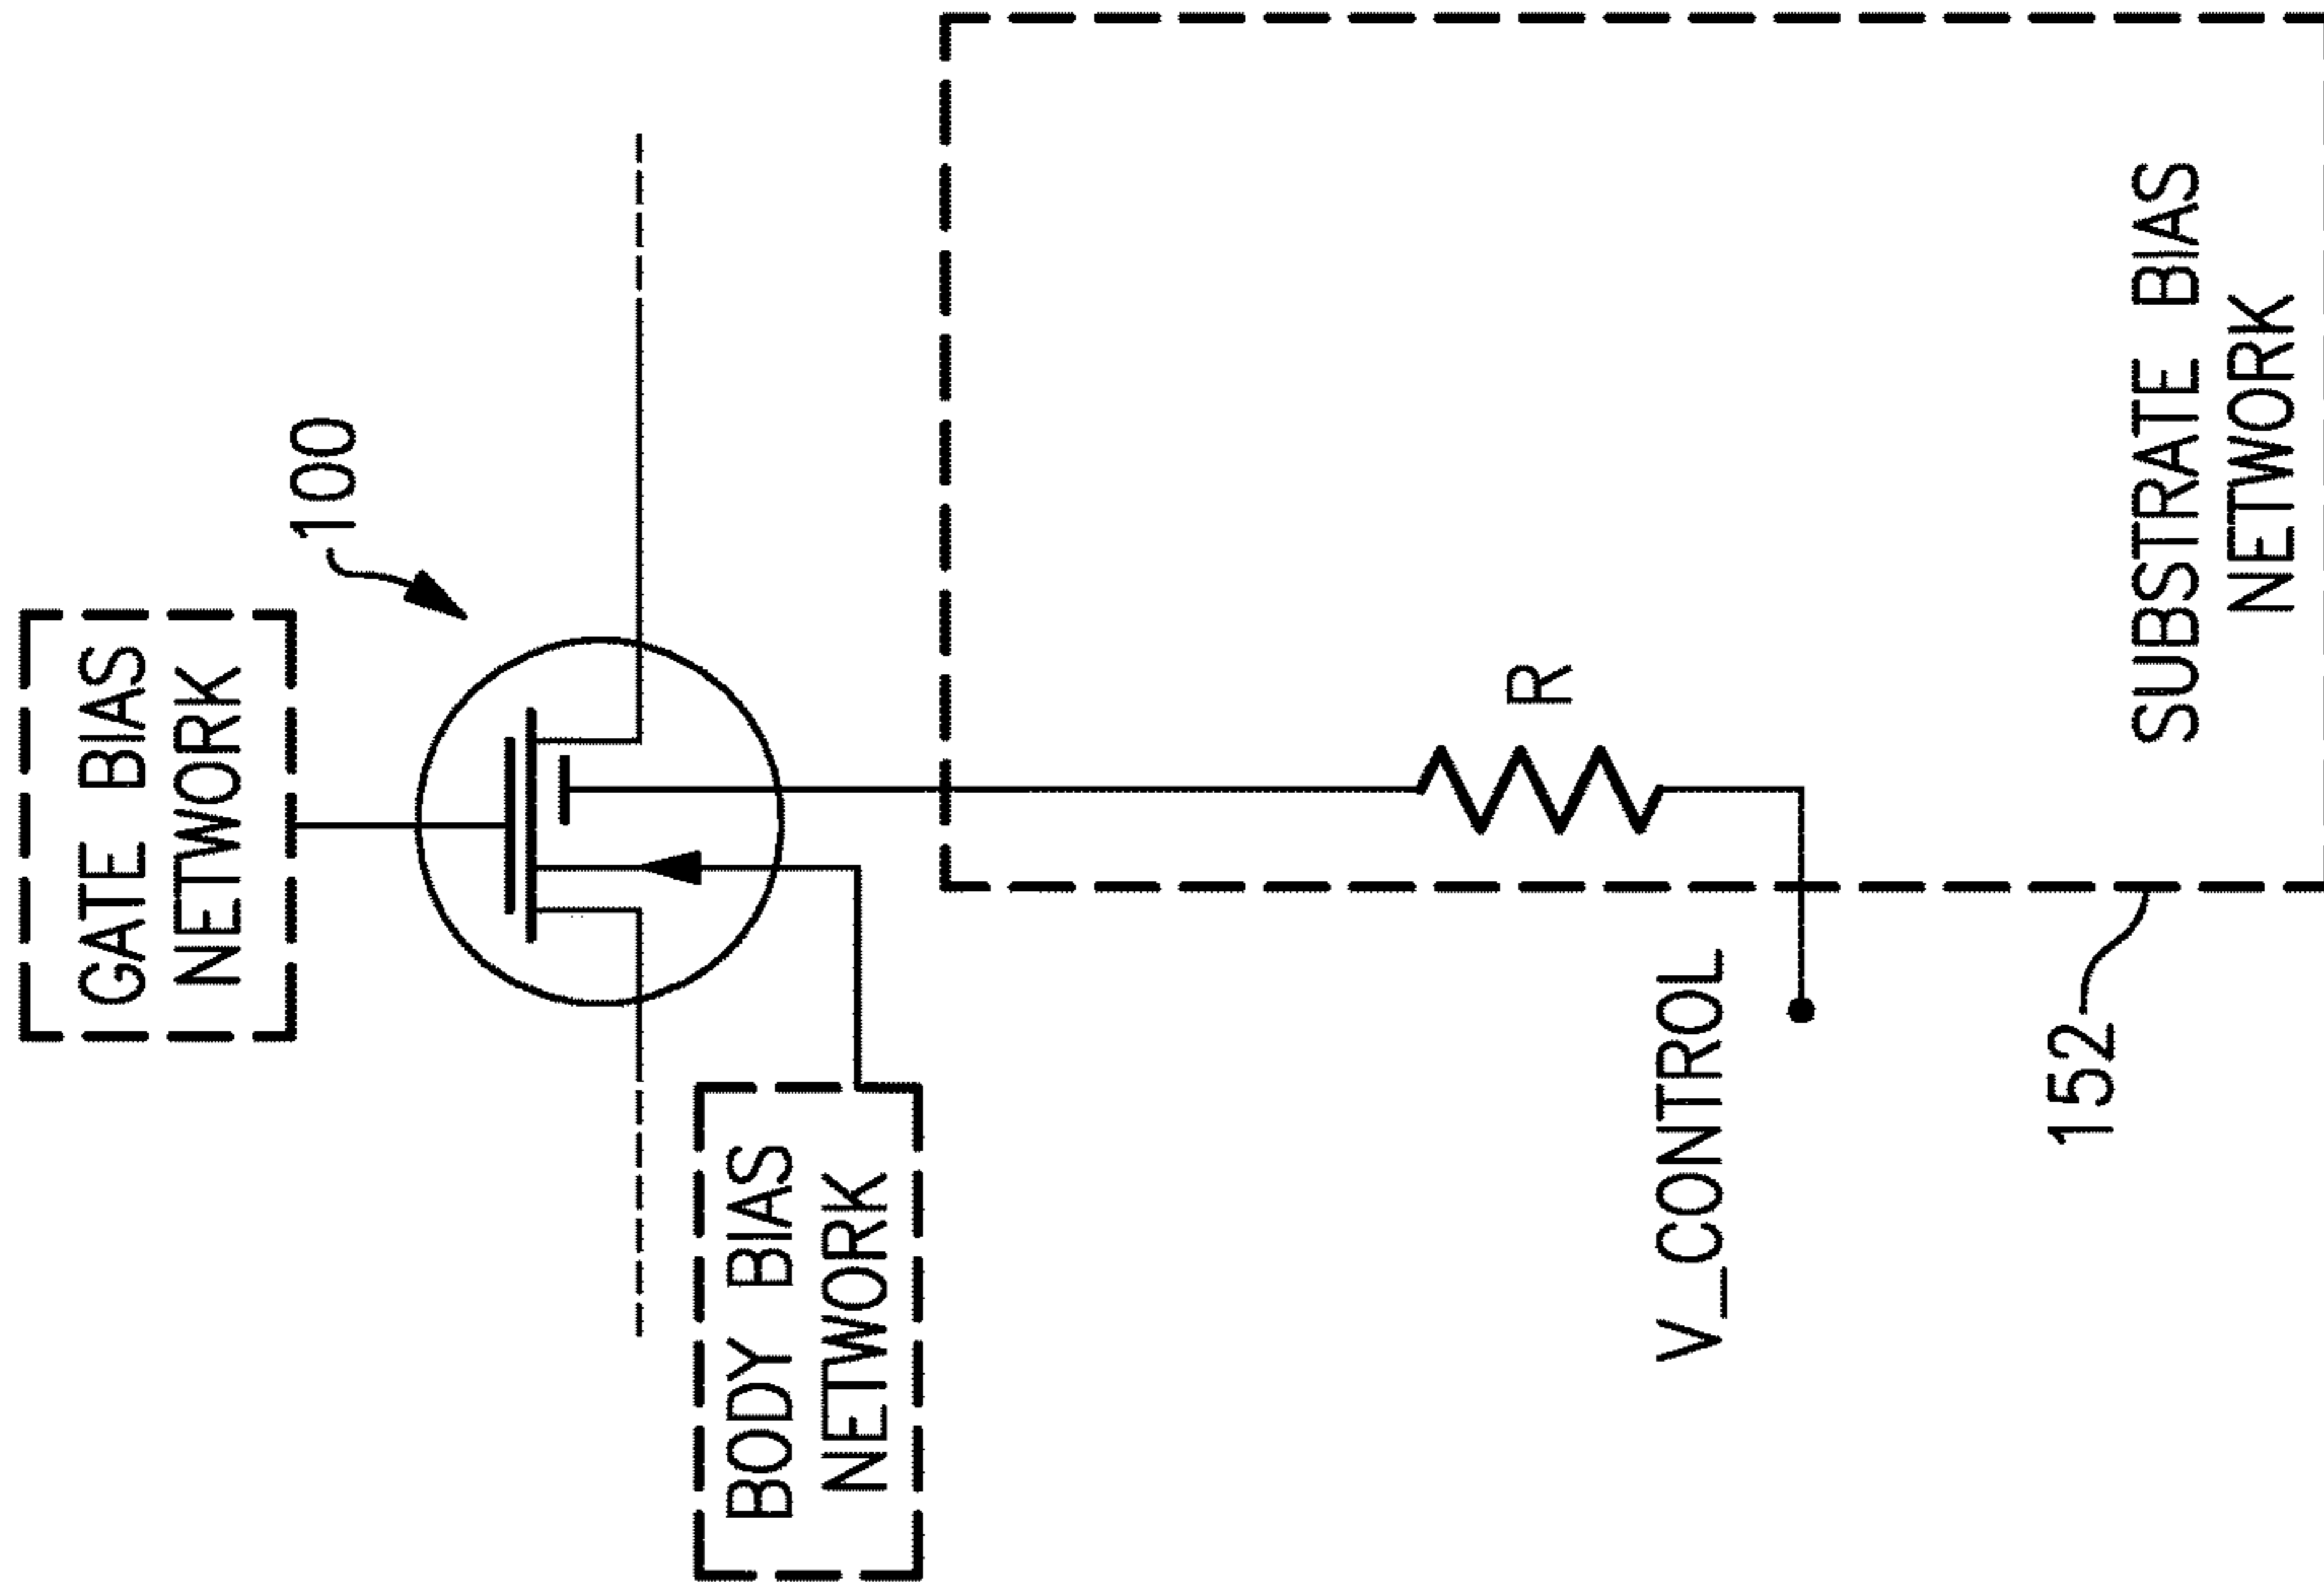 GATE BIAS
NETWORK
100
BODY BIAS
NETWORK
R
V_CONTROL
152
SUBSTRATE BIAS
NETWORK